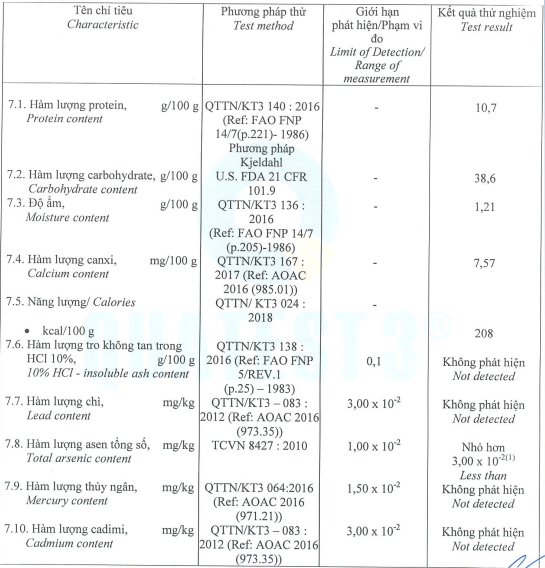 Tên chỉ tiêu
Characteristic
Phương pháp thử
Test method
Giới hạn
phát hiện/Phạm vi
đo
Limit of Detection/
Range of
measurement
Kết quả thử nghiệm
Test result
7.1. Hàm lượng protein, g/100 g
Protein content
QTTN/KT3 140 : 2016
(Ref: FAO FNP
14/7(p.221)- 1986)
Phương pháp
Kjeldahl
-
10,7
7.2. Hàm lượng carbohydrate, g/100 g
Carbohydrate content
U.S. FDA 21 CFR
101.9
-
38,6
7.3. Độ ẩm, g/100 g
Moisture content
QTTN/KT3 136 :
2016
(Ref: FAO FNP 14/7
(p.205)-1986)
-
1,21
7.4. Hàm lượng canxi, mg/100 g
Calcium content
QTTN/KT3 167 :
2017 (Ref: AOAC
2016 (985.01))
-
7,57
7.5. Năng lượng/ Calories
• kcal/100 g
QTTN/ KT3 024 :
2018
-
208
7.6. Hàm lượng tro không tan trong
HCl 10%, g/100 g
10% HCl - insoluble ash content
QTTN/KT3 138 :
2016 (Ref: FAO FNP
5/REV.1
(p.25) – 1983)
0,1
Không phát hiện
Not detected
7.7. Hàm lượng chì, mg/kg
Lead content
QTTN/KT3 – 083 :
2012 (Ref: AOAC 2016
(973.35))
3,00 x 10⁻²
Không phát hiện
Not detected
7.8. Hàm lượng asen tổng số, mg/kg
Total arsenic content
TCVN 8427 : 2010
1,00 x 10⁻²
Nhỏ hơn
3,00 x 10⁻²⁽¹⁾
Less than
7.9. Hàm lượng thủy ngân, mg/kg
Mercury content
QTTN/KT3 064:2016
(Ref: AOAC 2016
(971.21))
1,50 x 10⁻²
Không phát hiện
Not detected
7.10. Hàm lượng cadimi, mg/kg
Cadmium content
QTTN/KT3 – 083 :
2012 (Ref: AOAC 2016
(973.35))
3,00 x 10⁻²
Không phát hiện
Not detected
QUATEST 3